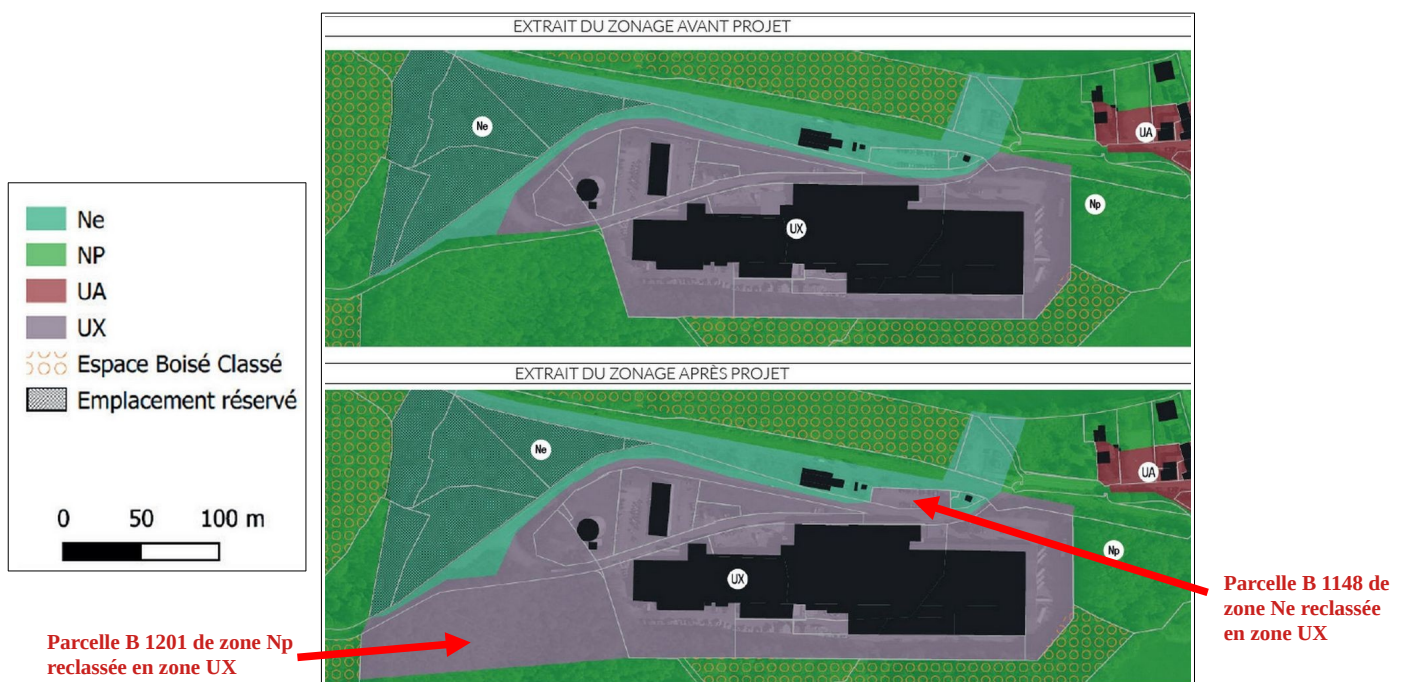 EXTRAIT DU ZONAGE AVANT PROJET
Ne
UA
Np
UX
Ne
NP
UA
UX
Espace Boisé Classé
Emplacement réservé
0 50 100 m
EXTRAIT DU ZONAGE APRÈS PROJET
Ne
UA
Np
UX
Parcelle B 1148 de
zone Ne reclassée
en zone UX
Parcelle B 1201 de zone Np
reclassée en zone UX